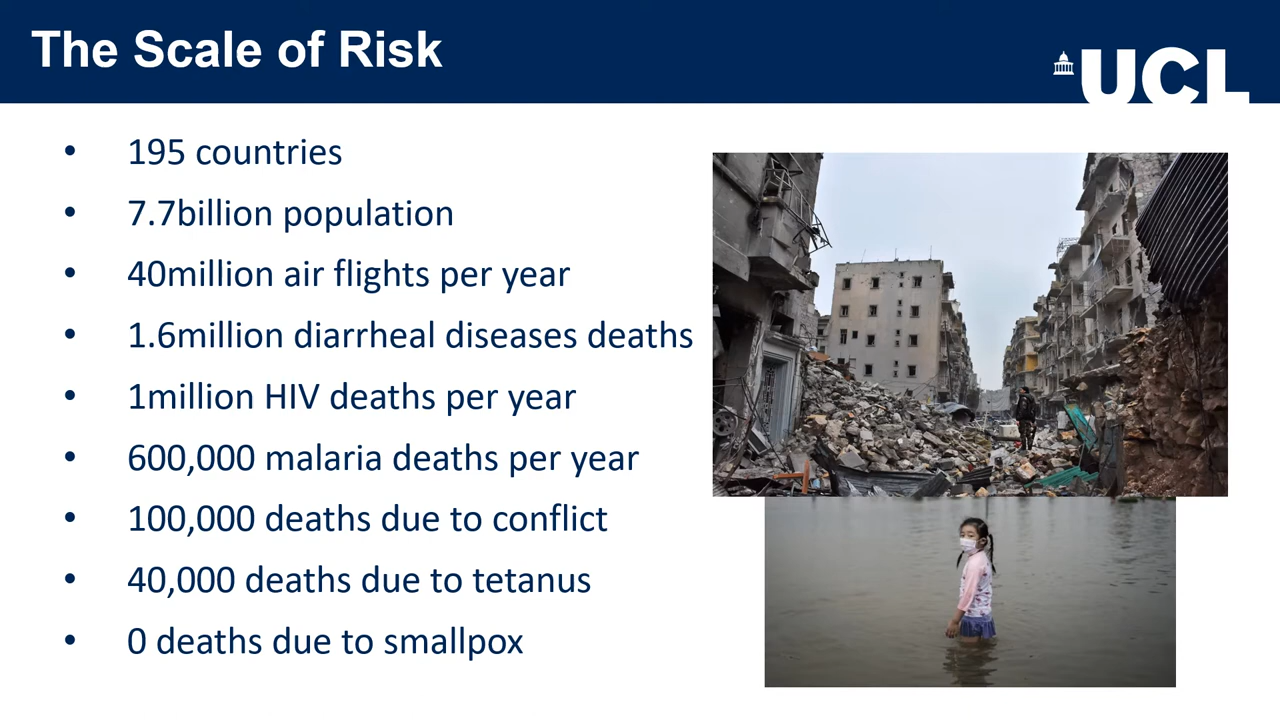 The Scale of Risk
UCL
• 195 countries
• 7.7billion population
• 40million air flights per year
• 1.6million diarrheal diseases deaths
• 1million HIV deaths per year
• 600,000 malaria deaths per year
• 100,000 deaths due to conflict
• 40,000 deaths due to tetanus
• 0 deaths due to smallpox